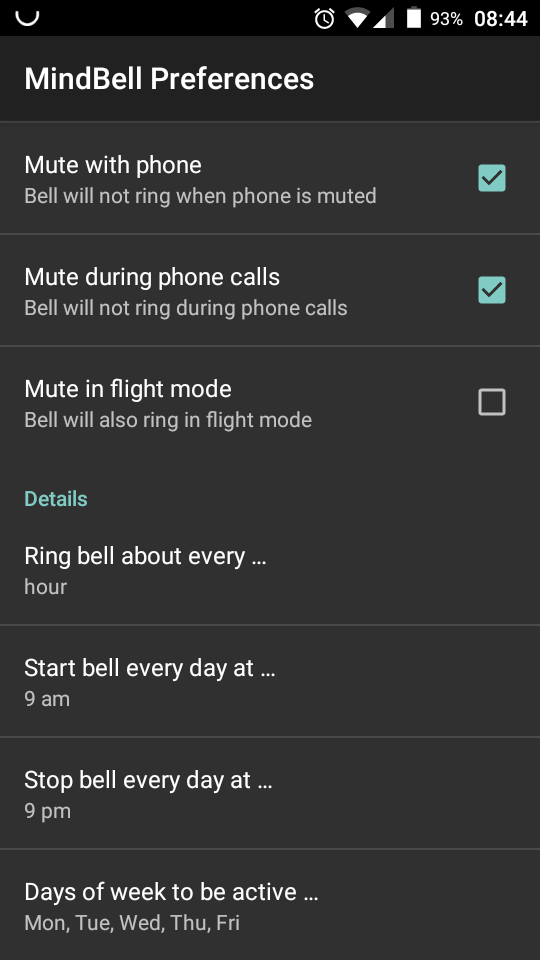 93% 08:44
MindBell Preferences
Mute with phone
Bell will not ring when phone is muted
Mute during phone calls
Bell will not ring during phone calls
Mute in flight mode
Bell will also ring in flight mode
Details
Ring bell about every …
hour
Start bell every day at …
9 am
Stop bell every day at …
9 pm
Days of week to be active …
Mon, Tue, Wed, Thu, Fri